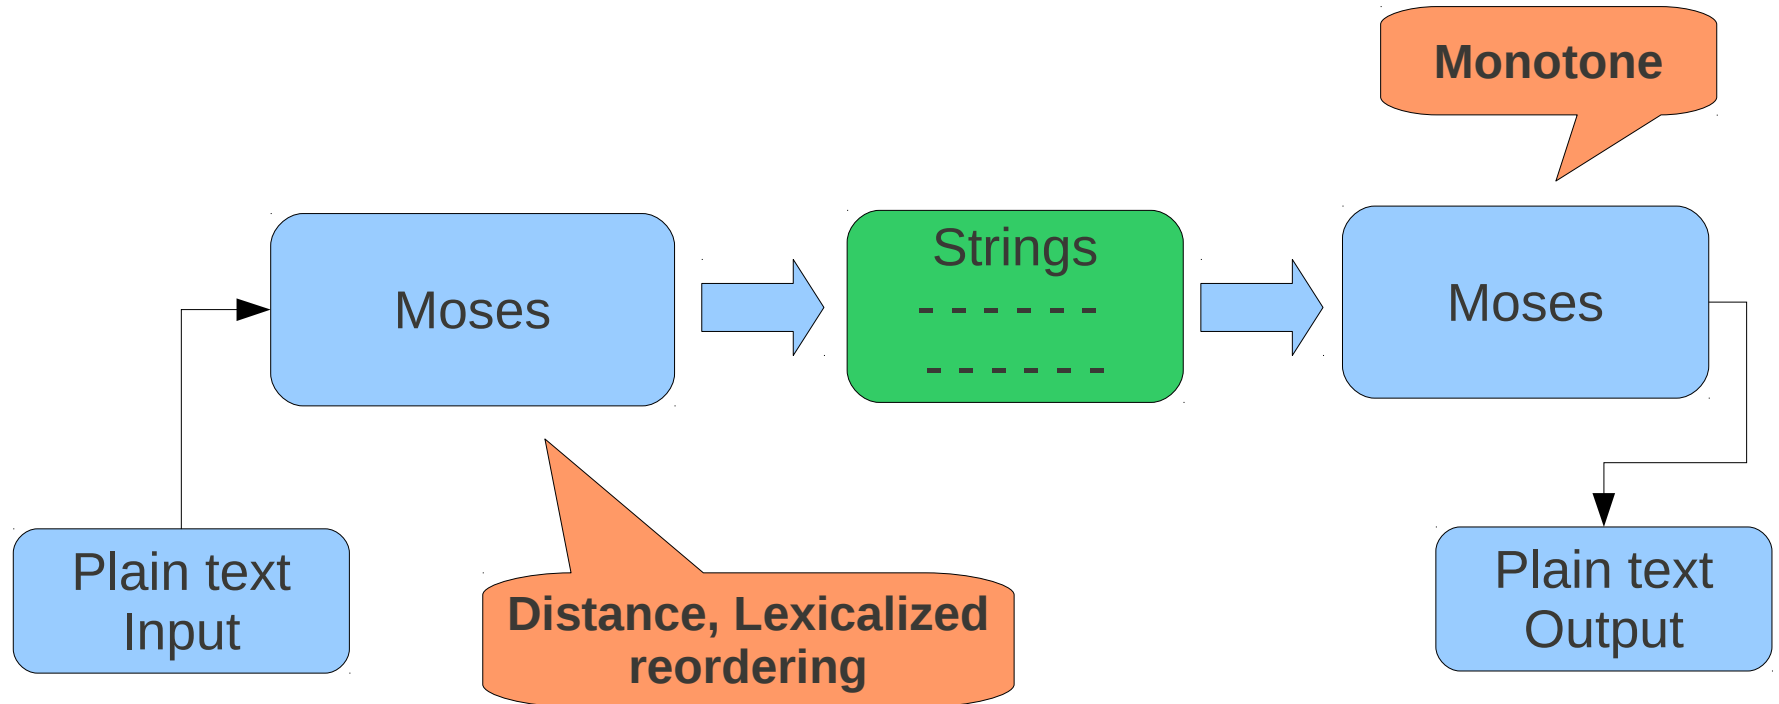 Monotone
Moses
Strings
- - - - - -
- - - - - -
Moses
Plain text
Input
Distance, Lexicalized
reordering
Plain text
Output